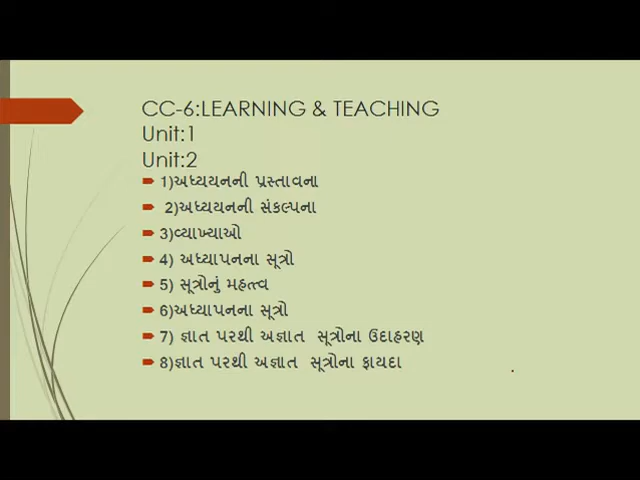 CC-6:LEARNING & TEACHING
Unit:1
Unit:2
1)અધ્યયનની પ્રસ્તાવના
2)અધ્યયનની સંકલ્પના
3)વ્યાખ્યાઓ
4) અધ્યાપનના સૂત્રો
5) સૂત્રોનું મહત્ત્વ
6)અધ્યાપનના સૂત્રો
7) જ્ઞાત પરથી અજ્ઞાત સૂત્રોના ઉદાહરણ
8)જ્ઞાત પરથી અજ્ઞાત સૂત્રોના ફાયદા